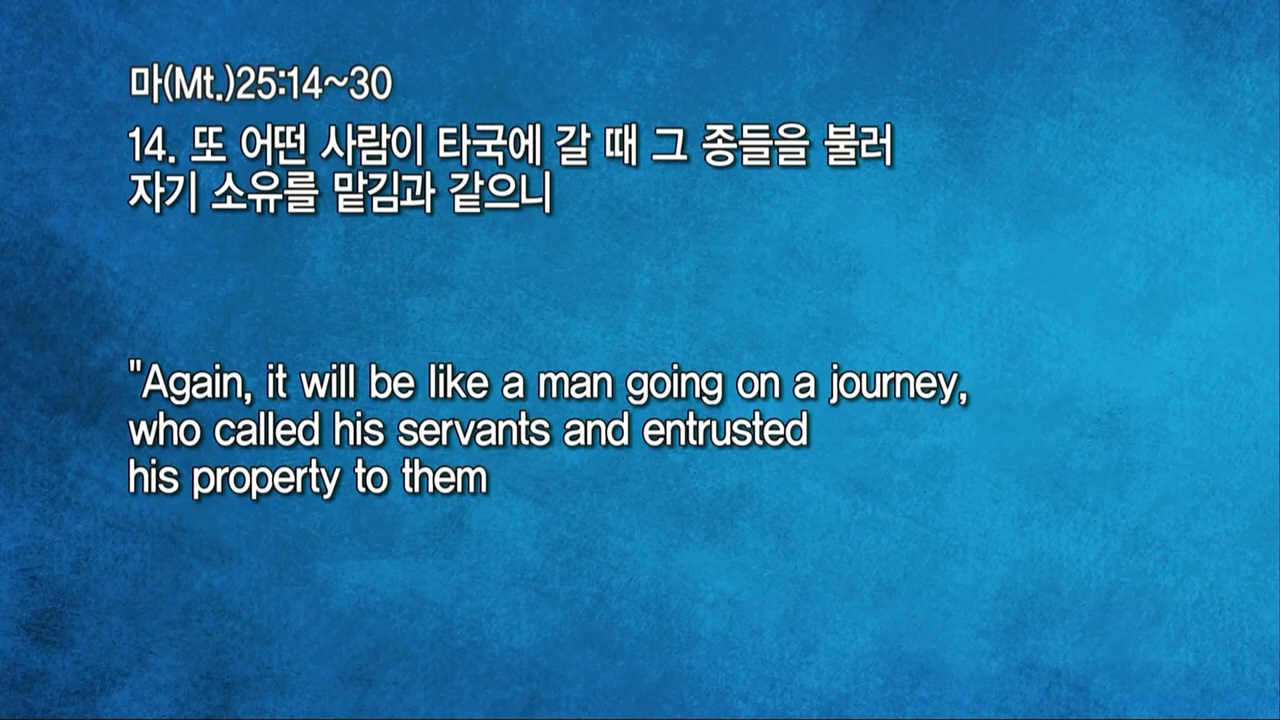 마(Mt.)25:14~30
14. 또 어떤 사람이 타국에 갈 때 그 종들을 불러
자기 소유를 맡김과 같으니
"Again, it will be like a man going on a journey,
who called his servants and entrusted
his property to them